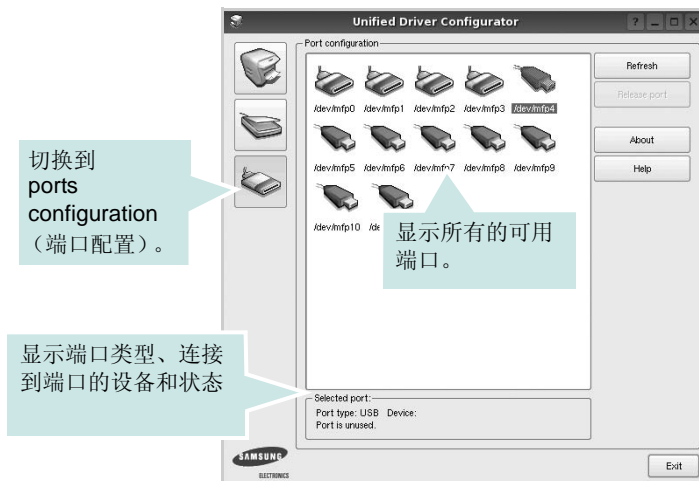 Unified Driver Configurator
Port configuration
/dev/mfp0 /dev/mfp1 /dev/mfp2 /dev/mfp3 /dev/mfp4
/dev/mfp5 /dev/mfp6 /dev/mfp7 /dev/mfp8 /dev/mfp9
/dev/mfp10
Refresh
Release port
About
Help
切换到
ports
configuration
（端口配置）。
显示所有的可用
端口。
显示端口类型、连接
到端口的设备和状态
Selected port:
Port type: USB Device:
Port is unused.
SAMSUNG
ELECTRONICS
Exit